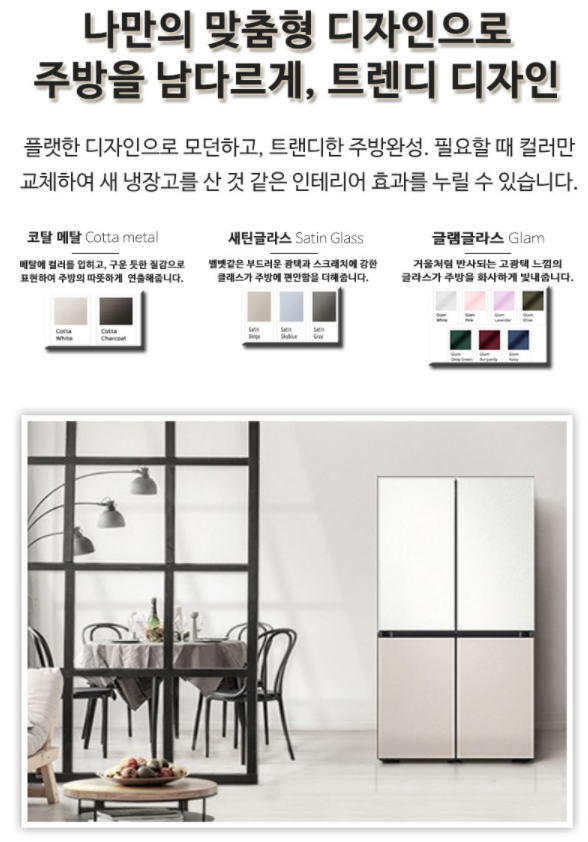 나만의 맞춤형 디자인으로
주방을 남다르게, 트렌디 디자인
플랫한 디자인으로 모던하고, 트랜디한 주방완성. 필요할 때 컬러만
교체하여 새 냉장고를 산 것 같은 인테리어 효과를 누릴 수 있습니다.
코탈 메탈 Cotta metal
메탈에 컬러를 입히고, 구운 듯한 질감으로
표현하여 주방의 따뜻하게 연출해줍니다.
Cotta
White
Cotta
Charcoal
새틴글라스 Satin Glass
벨벳같은 부드러운 광택과 스크래치에 강한
클래스가 주방에 편안함을 더해줍니다.
Satin
Beige
Satin
SkyBlue
Satin
Gray
글램글라스 Glam
거울처럼 반사되는 고광택 느낌의
글라스가 주방을 화사하게 빛내줍니다.
Glam
White
Glam
Pink
Glam
Lavender
Glam
Olive
Glam
Deep Green
Glam
Burgundy
Glam
Navy